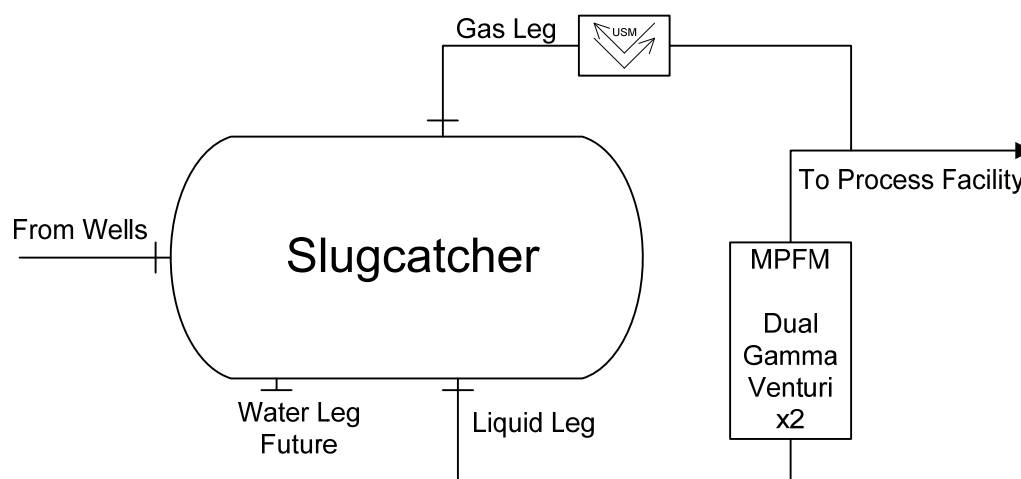 Gas Leg
USM
To Process Facility
From Wells
Slugcatcher
MPFM
Dual
Gamma
Venturi
x2
Water Leg
Future
Liquid Leg